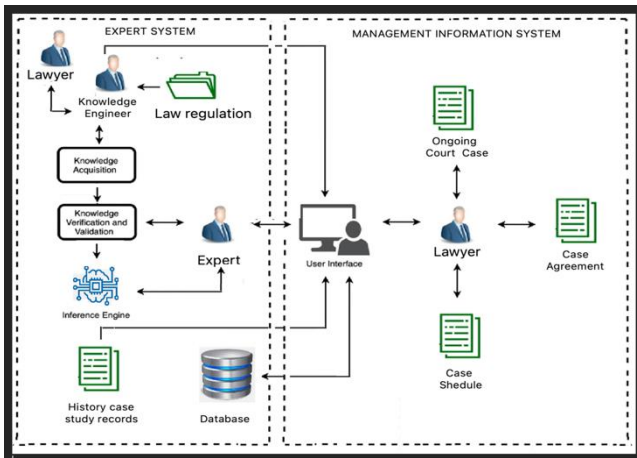 EXPERT SYSTEM
MANAGEMENT INFORMATION SYSTEM
Lawyer
Knowledge
Engineer
Law regulation
Knowledge
Acquisition
Knowledge
Verification and
Validation
Expert
Inference Engine
History case
study records
Database
User Interface
Ongoing
Court Case
Lawyer
Case
Agreement
Case
Shedule